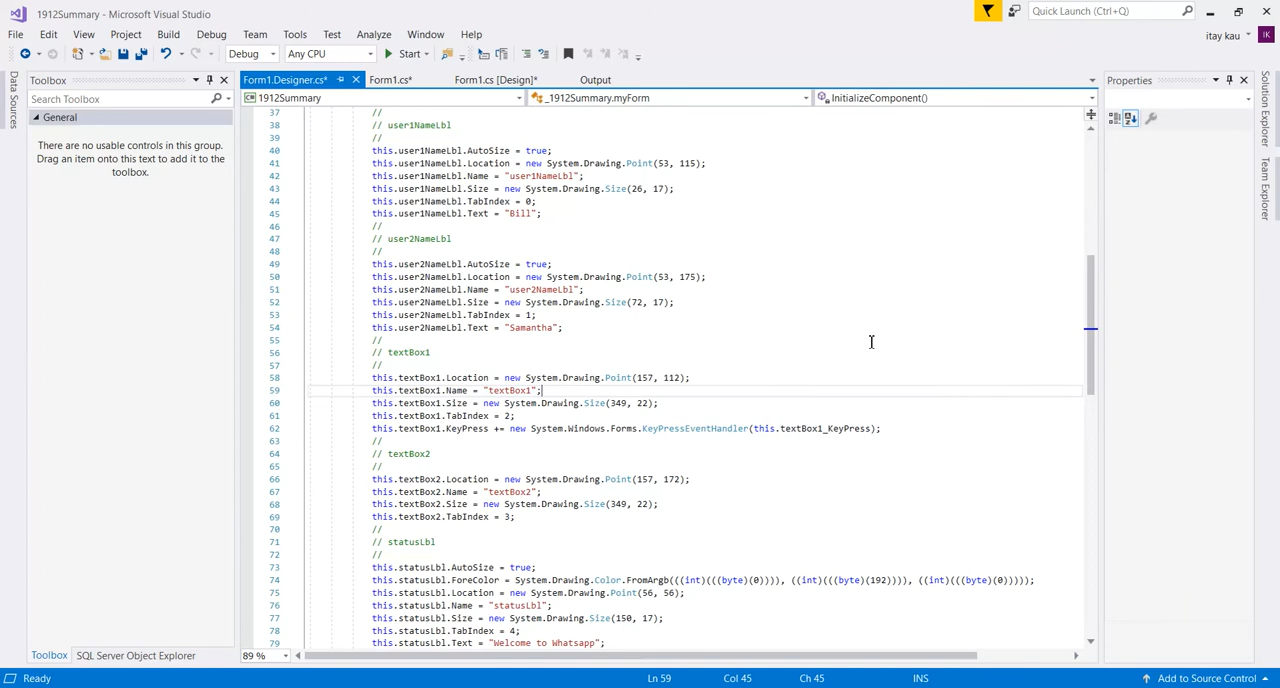 1912Summary - Microsoft Visual Studio
Quick Launch (Ctrl+Q)
File Edit View Project Build Debug Team Tools Test Analyze Window Help
itay kau
IK
Debug
Any CPU
Start
Data Sources
Toolbox
Search Toolbox
General
There are no usable controls in this group.
Drag an item onto this text to add it to the
toolbox.
Toolbox
SQL Server Object Explorer
Form1.Designer.cs*
Form1.cs*
Form1.cs [Design]*
Output
1912Summary
_1912Summary.myForm
InitializeComponent()
37 //
38 // user1NameLbl
39 //
40 this.user1NameLbl.AutoSize = true;
41 this.user1NameLbl.Location = new System.Drawing.Point(53, 115);
42 this.user1NameLbl.Name = "user1NameLbl";
43 this.user1NameLbl.Size = new System.Drawing.Size(26, 17);
44 this.user1NameLbl.TabIndex = 0;
45 this.user1NameLbl.Text = "Bill";
46 //
47 // user2NameLbl
48 //
49 this.user2NameLbl.AutoSize = true;
50 this.user2NameLbl.Location = new System.Drawing.Point(53, 175);
51 this.user2NameLbl.Name = "user2NameLbl";
52 this.user2NameLbl.Size = new System.Drawing.Size(72, 17);
53 this.user2NameLbl.TabIndex = 1;
54 this.user2NameLbl.Text = "Samantha";
55 //
56 // textBox1
57 //
58 this.textBox1.Location = new System.Drawing.Point(157, 112);
59 this.textBox1.Name = "textBox1";
60 this.textBox1.Size = new System.Drawing.Size(349, 22);
61 this.textBox1.TabIndex = 2;
62 this.textBox1.KeyPress += new System.Windows.Forms.KeyPressEventHandler(this.textBox1_KeyPress);
63 //
64 // textBox2
65 //
66 this.textBox2.Location = new System.Drawing.Point(157, 172);
67 this.textBox2.Name = "textBox2";
68 this.textBox2.Size = new System.Drawing.Size(349, 22);
69 this.textBox2.TabIndex = 3;
70 //
71 // statusLbl
72 //
73 this.statusLbl.AutoSize = true;
74 this.statusLbl.ForeColor = System.Drawing.Color.FromArgb(((int)(((byte)(0)))), ((int)(((byte)(192)))), ((int)(((byte)(0)))));
75 this.statusLbl.Location = new System.Drawing.Point(56, 56);
76 this.statusLbl.Name = "statusLbl";
77 this.statusLbl.Size = new System.Drawing.Size(150, 17);
78 this.statusLbl.TabIndex = 4;
79 this.statusLbl.Text = "Welcome to Whatsapp";
89 %
Properties
Solution Explorer
Team Explorer
Ready
Ln 59
Col 45
Ch 45
INS
Add to Source Control